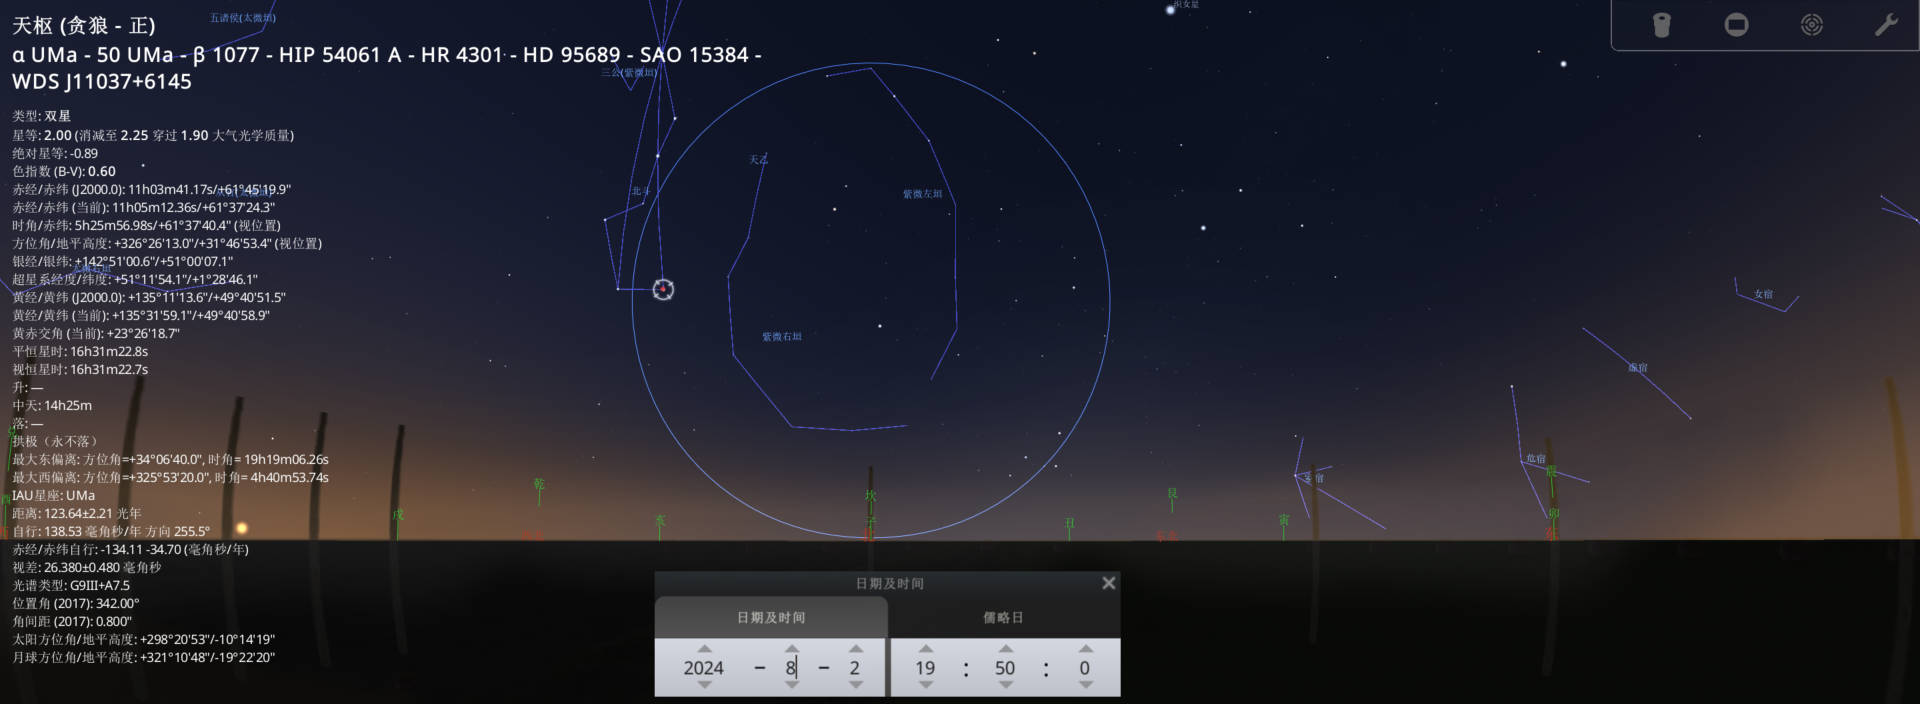 天枢 (贪狼 - 正)
α UMa - 50 UMa - β 1077 - HIP 54061 A - HR 4301 - HD 95689 - SAO 15384 -
WDS J11037+6145
类型: 双星
星等: 2.00 (消减至 2.25 穿过 1.90 大气光学质量)
绝对星等: -0.89
色指数 (B-V): 0.60
赤经/赤纬 (J2000.0): 11h03m41.17s/+61°45'19.9"
赤经/赤纬 (当前): 11h05m12.36s/+61°37'24.3"
时角/赤纬: 5h25m56.98s/+61°37'40.4" (视位置)
方位角/地平高度: +326°26'13.0"/+31°46'53.4" (视位置)
银经/银纬: +142°51'00.6"/+51°00'07.1"
超星系经度/纬度: +51°11'54.1"/+1°28'46.1"
黄经/黄纬 (J2000.0): +135°11'13.6"/+49°40'51.5"
黄经/黄纬 (当前): +135°31'59.1"/+49°40'58.9"
黄赤交角 (当前): +23°26'18.7"
平恒星时: 16h31m22.8s
视恒星时: 16h31m22.7s
升: —
中天: 14h25m
落: —
拱极（永不落）
最大东偏离: 方位角=+34°06'40.0", 时角= 19h19m06.26s
最大西偏离: 方位角=+325°53'20.0", 时角= 4h40m53.74s
IAU星座: UMa
距离: 123.64±2.21 光年
自行: 138.53 毫角秒/年 方向 255.5°
赤经/赤纬自行: -134.11 -34.70 (毫角秒/年)
视差: 26.380±0.480 毫角秒
光谱类型: G9III+A7.5
位置角 (2017): 342.00°
角间距 (2017): 0.800"
太阳方位角/地平高度: +298°20'53"/-10°14'19"
月球方位角/地平高度: +321°10'48"/-19°22'20"
五诸侯(太微垣)
织女星
三公(紫微垣)
天乙
北斗
紫微左垣
紫微右垣
女宿
虚宿
危宿
室宿
西
戌
乾
亥
坎
子
丑
艮
寅
震
卯
东
日期及时间
日期及时间
儒略日
2024 - 8 - 2
19 : 50 : 0